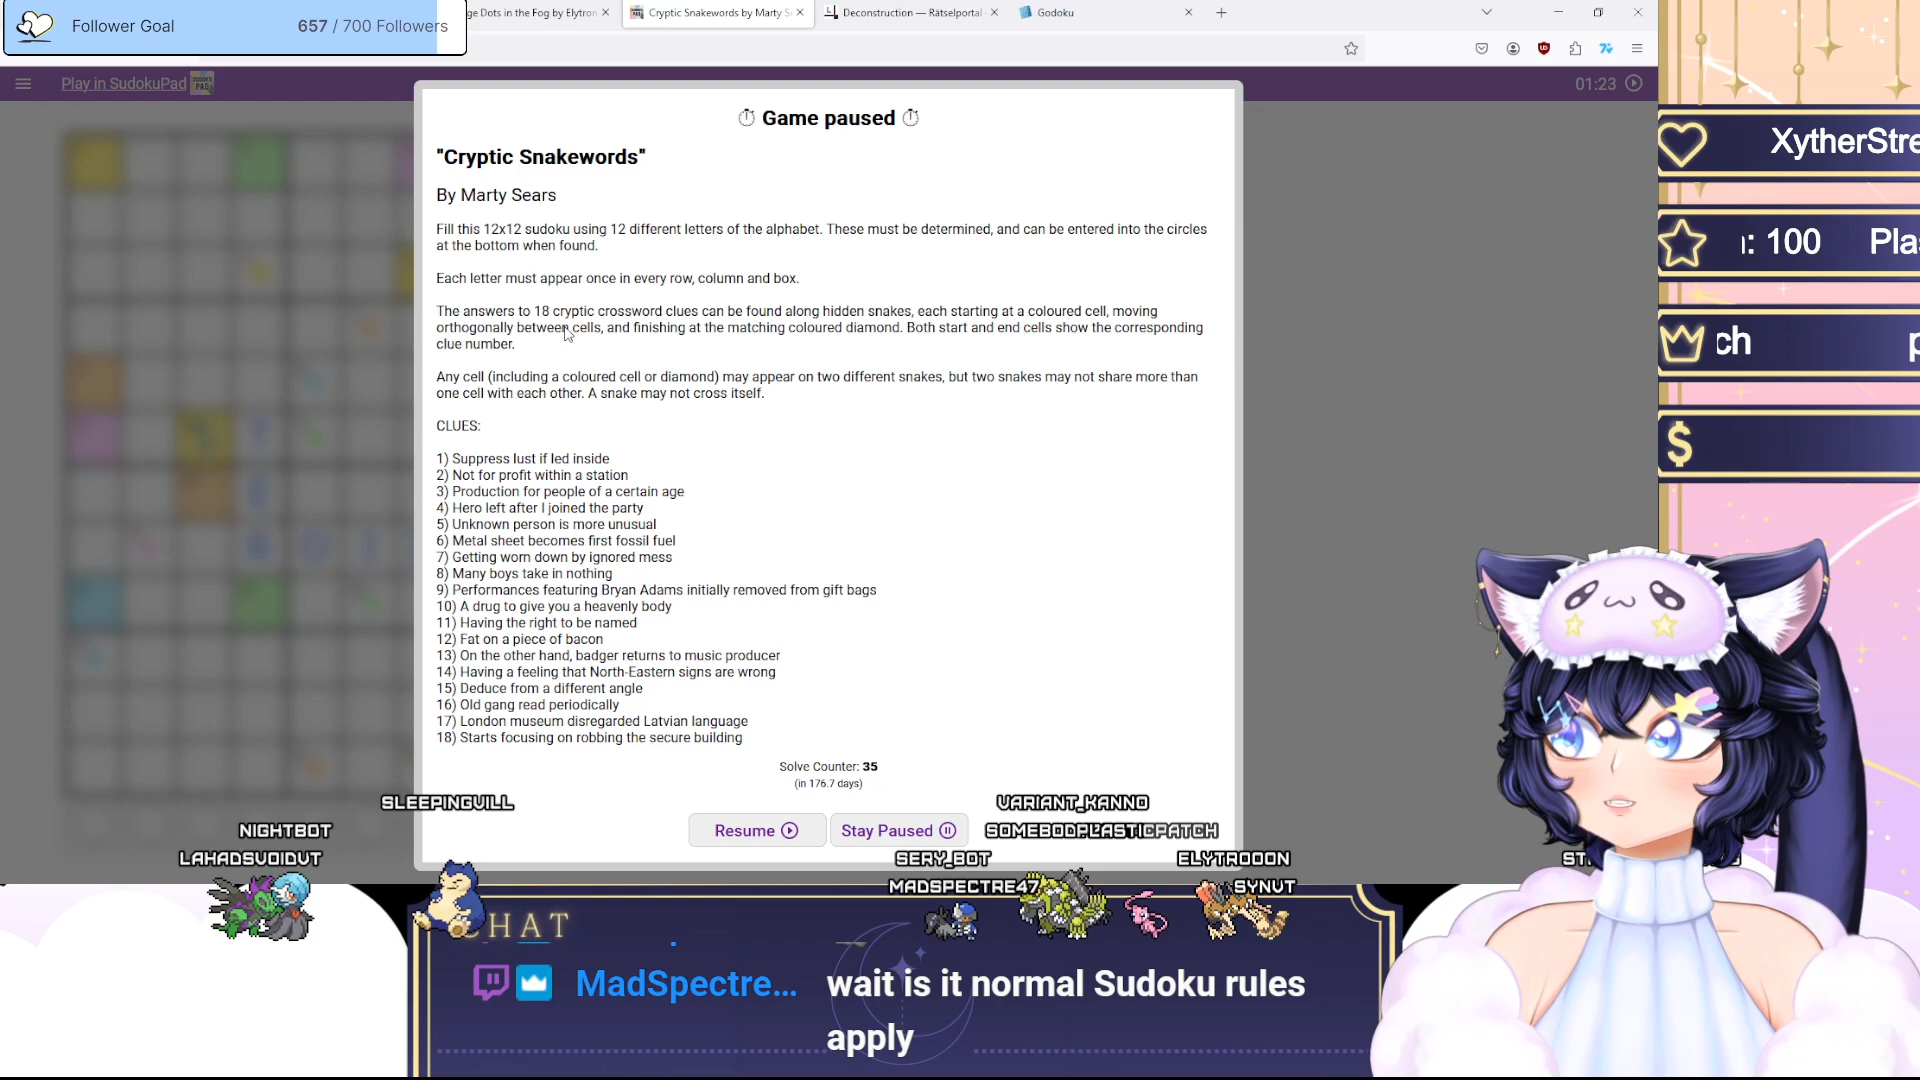 Follower Goal 657 / 700 Followers
ge Dots in the Fog by Elytron
Cryptic Snakewords by Marty S
Deconstruction — Rätselportal
Godoku
Play in SudokuPad
01:23
Game paused
"Cryptic Snakewords"
By Marty Sears
Fill this 12x12 sudoku using 12 different letters of the alphabet. These must be determined, and can be entered into the circles
at the bottom when found.
Each letter must appear once in every row, column and box.
The answers to 18 cryptic crossword clues can be found along hidden snakes, each starting at a coloured cell, moving
orthogonally between cells, and finishing at the matching coloured diamond. Both start and end cells show the corresponding
clue number.
Any cell (including a coloured cell or diamond) may appear on two different snakes, but two snakes may not share more than
one cell with each other. A snake may not cross itself.
CLUES:
1) Suppress lust if led inside
2) Not for profit within a station
3) Production for people of a certain age
4) Hero left after I joined the party
5) Unknown person is more unusual
6) Metal sheet becomes first fossil fuel
7) Getting worn down by ignored mess
8) Many boys take in nothing
9) Performances featuring Bryan Adams initially removed from gift bags
10) A drug to give you a heavenly body
11) Having the right to be named
12) Fat on a piece of bacon
13) On the other hand, badger returns to music producer
14) Having a feeling that North-Eastern signs are wrong
15) Deduce from a different angle
16) Old gang read periodically
17) London museum disregarded Latvian language
18) Starts focusing on robbing the secure building
Solve Counter: 35
(in 176.7 days)
Resume
Stay Paused
XytherStre
: 100 Pla
ch p
$
SLEEPINGVILL
VARIANT_KANNO
NIGHTBOT
LAHADSVOIDVT
SERY_BOT
ELYTROOON
MADSPECTRE47
SYNVT
CHAT
MadSpectre... wait is it normal Sudoku rules
apply